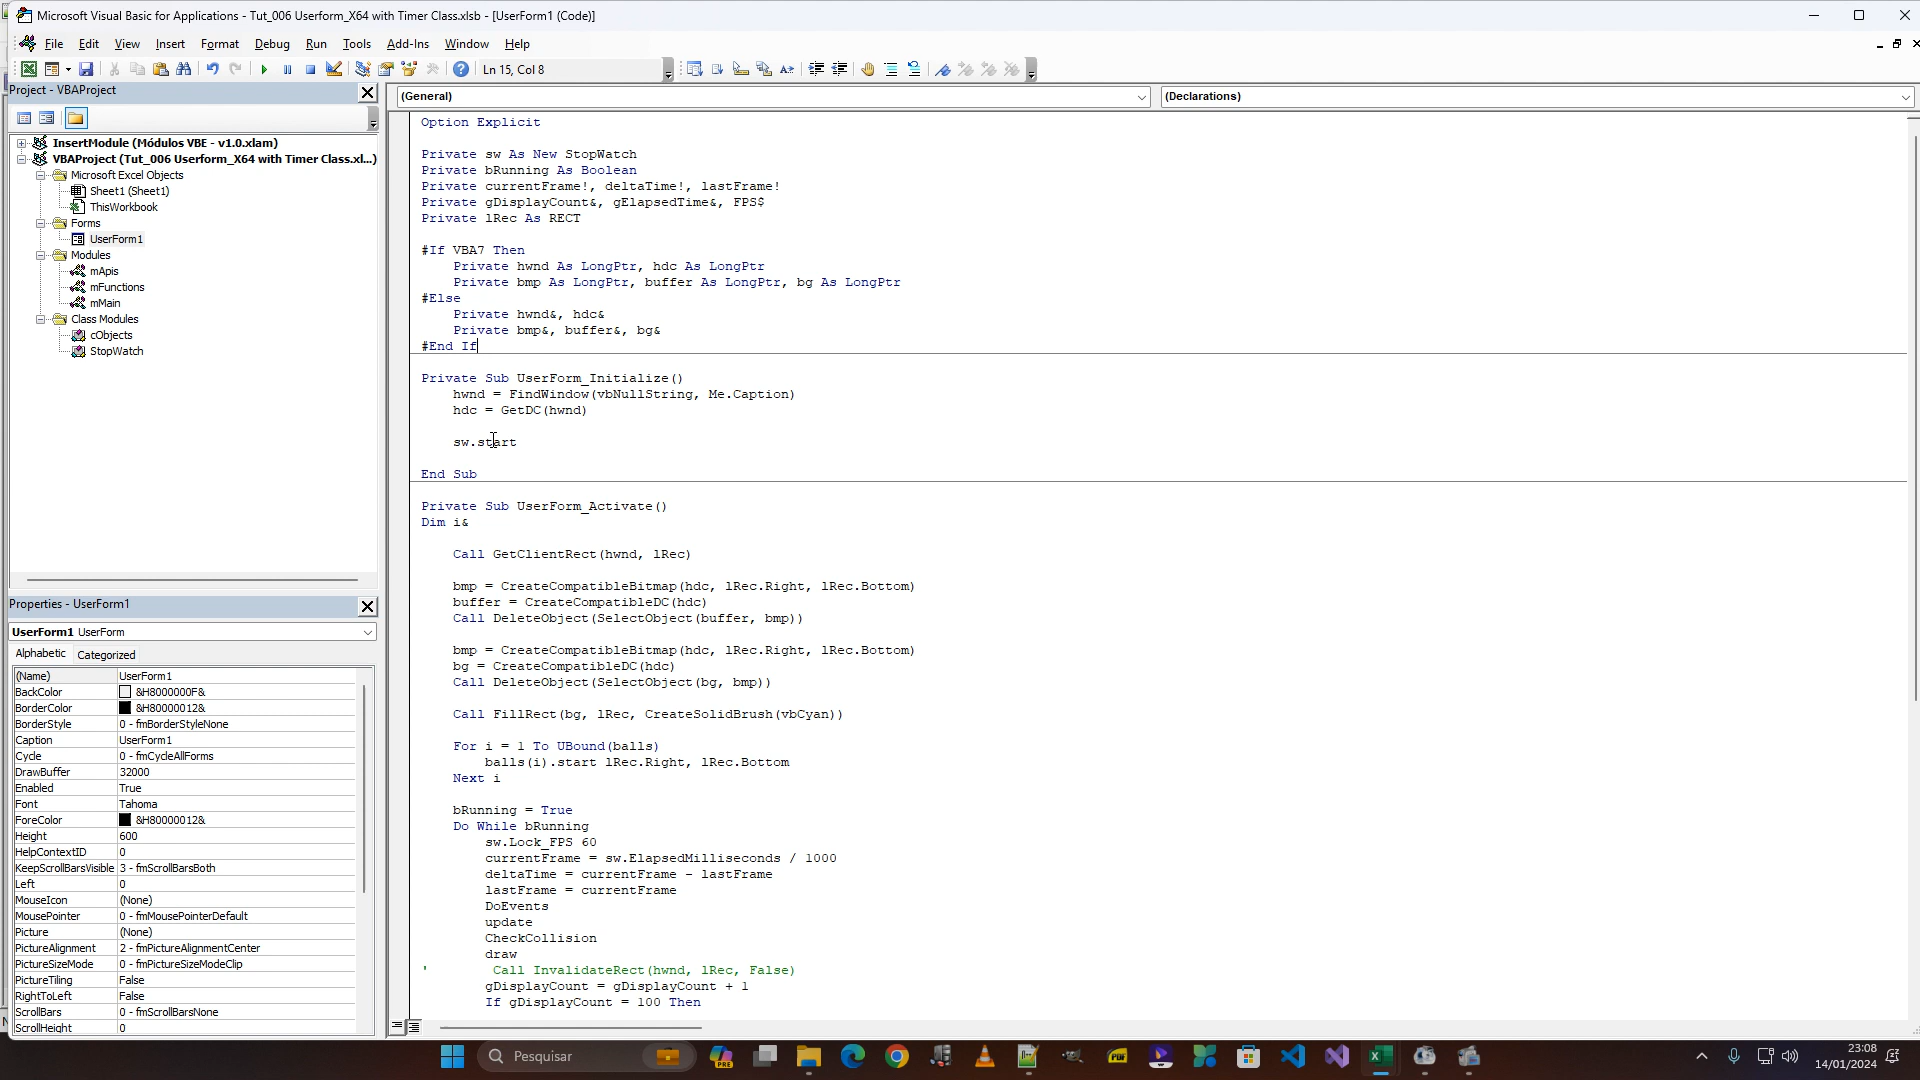 Microsoft Visual Basic for Applications - Tut_006 Userform_X64 with Timer Class.xlsb - [UserForm1 (Code)]
File Edit View Insert Format Debug Run Tools Add-Ins Window Help
Ln 15, Col 8
Project - VBAProject
InsertModule (Módulos VBE - v1.0.xlam)
VBAProject (Tut_006 Userform_X64 with Timer Class.xl...)
Microsoft Excel Objects
Sheet1 (Sheet1)
ThisWorkbook
Forms
UserForm1
Modules
mApis
mFunctions
mMain
Class Modules
cObjects
StopWatch
Properties - UserForm1
UserForm1 UserForm
Alphabetic Categorized
(Name) UserForm1
BackColor &H8000000F&
BorderColor &H80000012&
BorderStyle 0 - fmBorderStyleNone
Caption UserForm1
Cycle 0 - fmCycleAllForms
DrawBuffer 32000
Enabled True
Font Tahoma
ForeColor &H80000012&
Height 600
HelpContextID 0
KeepScrollBarsVisible 3 - fmScrollBarsBoth
Left 0
MouseIcon (None)
MousePointer 0 - fmMousePointerDefault
Picture (None)
PictureAlignment 2 - fmPictureAlignmentCenter
PictureSizeMode 0 - fmPictureSizeModeClip
PictureTiling False
RightToLeft False
ScrollBars 0 - fmScrollBarsNone
ScrollHeight 0
(General) (Declarations)
Option Explicit
Private sw As New StopWatch
Private bRunning As Boolean
Private currentFrame!, deltaTime!, lastFrame!
Private gDisplayCount&, gElapsedTime&, FPS$
Private lRec As RECT
#If VBA7 Then
Private hwnd As LongPtr, hdc As LongPtr
Private bmp As LongPtr, buffer As LongPtr, bg As LongPtr
#Else
Private hwnd&, hdc&
Private bmp&, buffer&, bg&
#End If
Private Sub UserForm_Initialize()
hwnd = FindWindow(vbNullString, Me.Caption)
hdc = GetDC(hwnd)
sw.start
End Sub
Private Sub UserForm_Activate()
Dim i&
Call GetClientRect(hwnd, lRec)
bmp = CreateCompatibleBitmap(hdc, lRec.Right, lRec.Bottom)
buffer = CreateCompatibleDC(hdc)
Call DeleteObject(SelectObject(buffer, bmp))
bmp = CreateCompatibleBitmap(hdc, lRec.Right, lRec.Bottom)
bg = CreateCompatibleDC(hdc)
Call DeleteObject(SelectObject(bg, bmp))
Call FillRect(bg, lRec, CreateSolidBrush(vbCyan))
For i = 1 To UBound(balls)
balls(i).start lRec.Right, lRec.Bottom
Next i
bRunning = True
Do While bRunning
sw.Lock_FPS 60
currentFrame = sw.ElapsedMilliseconds / 1000
deltaTime = currentFrame - lastFrame
lastFrame = currentFrame
DoEvents
update
CheckCollision
draw
' Call InvalidateRect(hwnd, lRec, False)
gDisplayCount = gDisplayCount + 1
If gDisplayCount = 100 Then
Pesquisar
PRE
PDF
23:08
14/01/2024